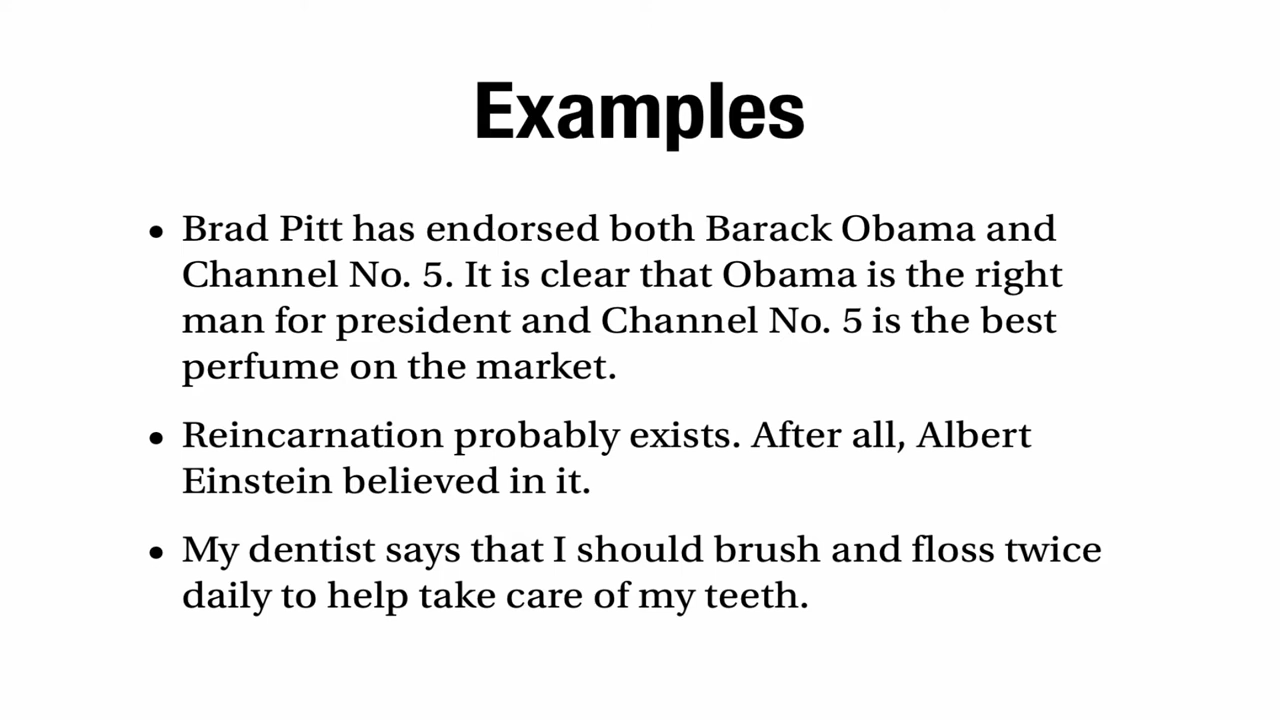 Examples
• Brad Pitt has endorsed both Barack Obama and
Channel No. 5. It is clear that Obama is the right
man for president and Channel No. 5 is the best
perfume on the market.
• Reincarnation probably exists. After all, Albert
Einstein believed in it.
• My dentist says that I should brush and floss twice
daily to help take care of my teeth.